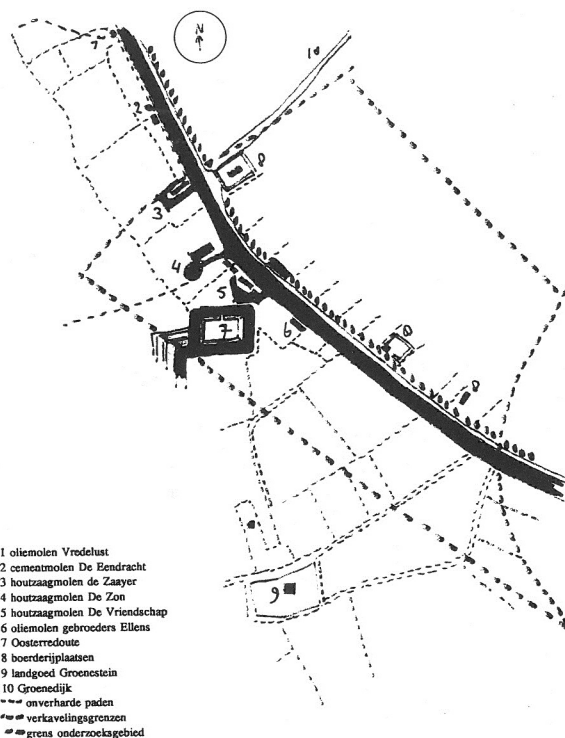 N
10
1
2
8
3
4
5
7
6
8
8
9
1 oliemolen Vredelust
2 cementmolen De Eendracht
3 houtzaagmolen de Zaayer
4 houtzaagmolen De Zon
5 houtzaagmolen De Vriendschap
6 oliemolen gebroeders Ellens
7 Oosterredoute
8 boerderijplaatsen
9 landgoed Groenestein
10 Groenedijk
onverharde paden
verkavelingsgrenzen
grens onderzoeksgebied